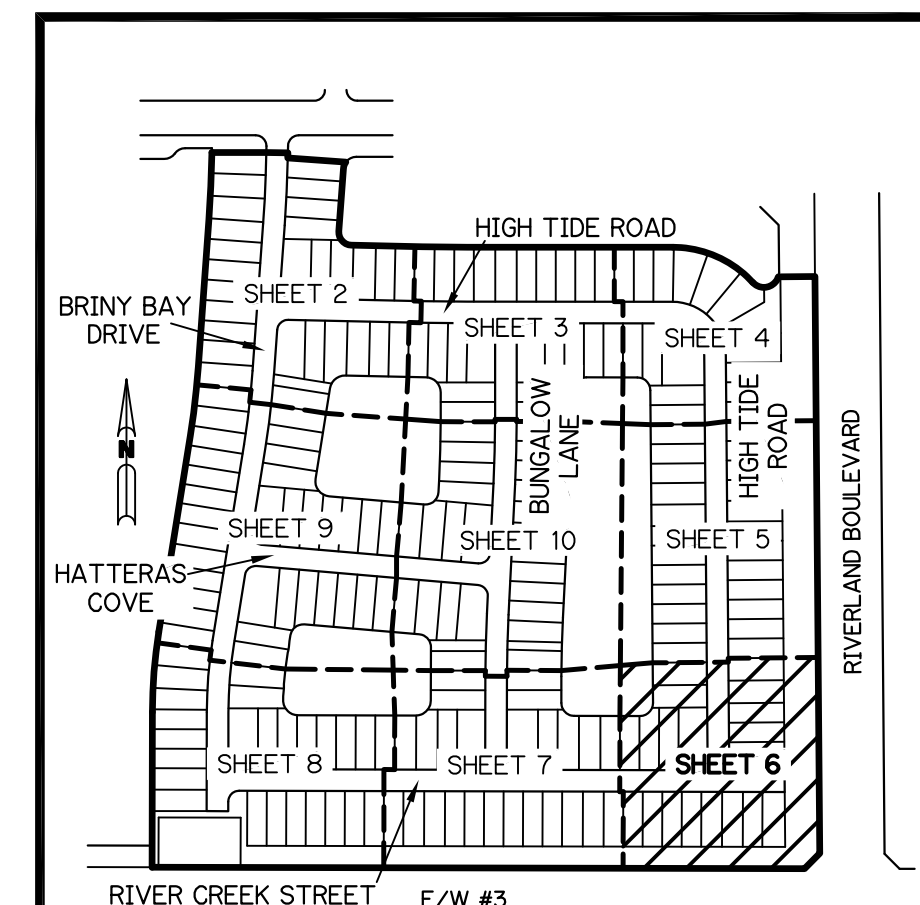 HIGH TIDE ROAD
SHEET 2
BRINY BAY
DRIVE
SHEET 3
SHEET 4
N
BUNGALOW
LANE
HIGH TIDE
ROAD
RIVERLAND BOULEVARD
SHEET 9
SHEET 10
SHEET 5
HATTERAS
COVE
SHEET 8
SHEET 7
SHEET 6
RIVER CREEK STREET